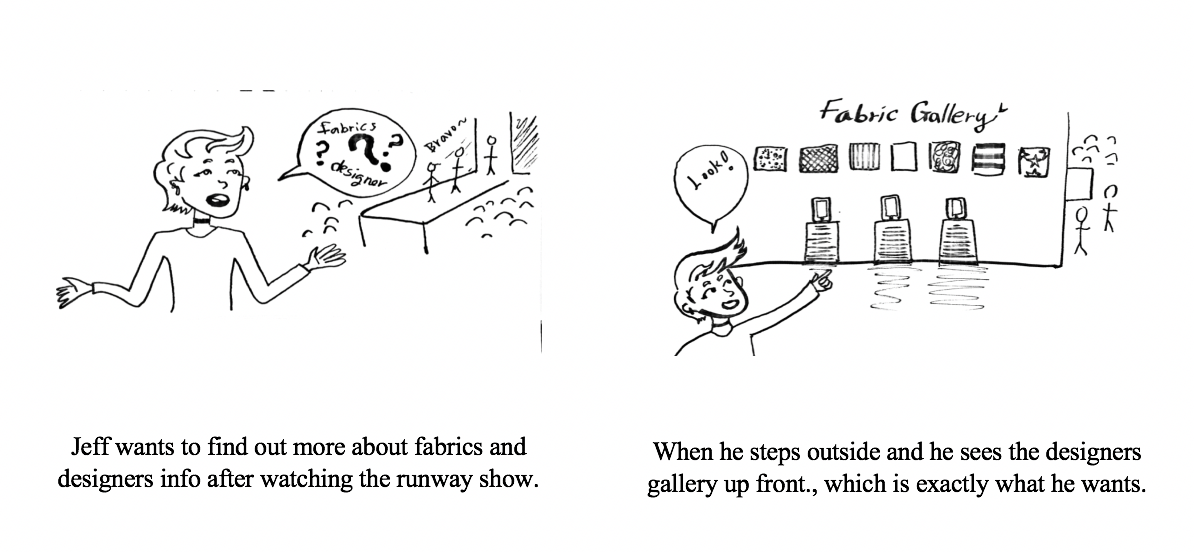 fabrics
? ? ?
designer
Bravo~
Jeff wants to find out more about fabrics and
designers info after watching the runway show.
Fabric Gallery
Look!
When he steps outside and he sees the designers
gallery up front., which is exactly what he wants.